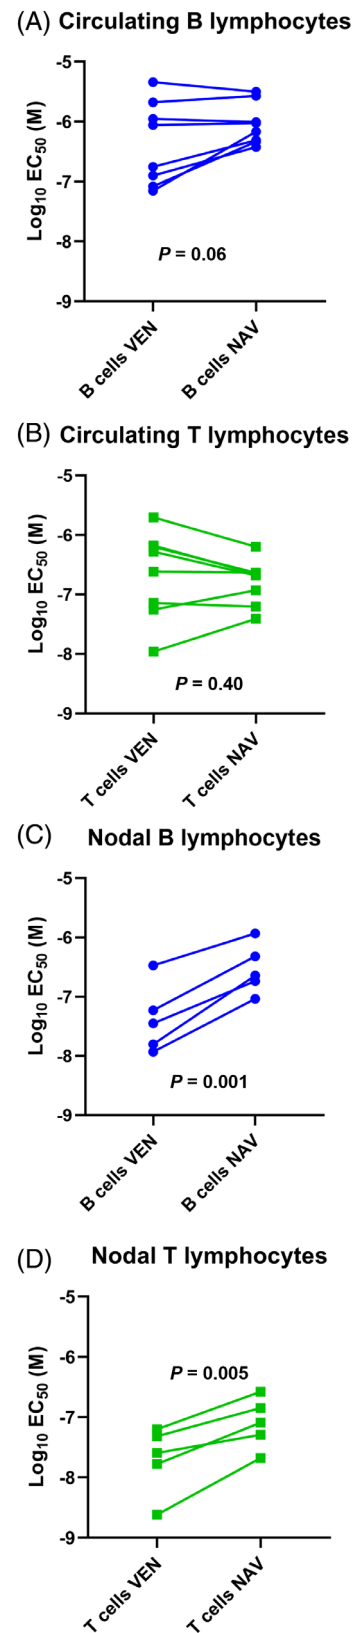 (A) Circulating B lymphocytes
-5
-6
-7
-8
-9
Log₁₀ EC₅₀ (M)
P = 0.06
B cells VEN
B cells NAV
(B) Circulating T lymphocytes
-5
-6
-7
-8
-9
Log₁₀ EC₅₀ (M)
P = 0.40
T cells VEN
T cells NAV
(C) Nodal B lymphocytes
-5
-6
-7
-8
-9
Log₁₀ EC₅₀ (M)
P = 0.001
B cells VEN
B cells NAV
(D) Nodal T lymphocytes
-5
-6
-7
-8
-9
Log₁₀ EC₅₀ (M)
P = 0.005
T cells VEN
T cells NAV